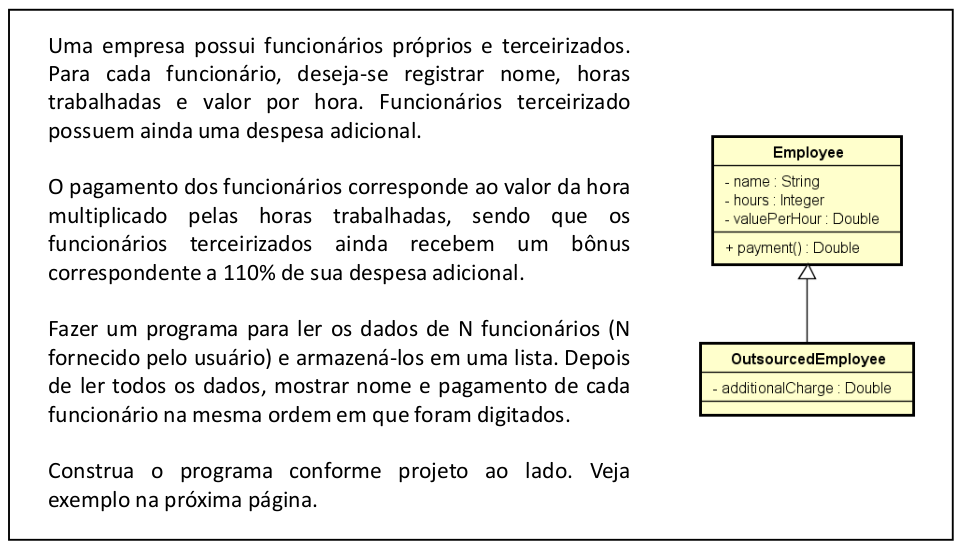 Uma empresa possui funcionários próprios e terceirizados.
Para cada funcionário, deseja-se registrar nome, horas
trabalhadas e valor por hora. Funcionários terceirizado
possuem ainda uma despesa adicional.
O pagamento dos funcionários corresponde ao valor da hora
multiplicado pelas horas trabalhadas, sendo que os
funcionários terceirizados ainda recebem um bônus
correspondente a 110% de sua despesa adicional.
Fazer um programa para ler os dados de N funcionários (N
fornecido pelo usuário) e armazená-los em uma lista. Depois
de ler todos os dados, mostrar nome e pagamento de cada
funcionário na mesma ordem em que foram digitados.
Construa o programa conforme projeto ao lado. Veja
exemplo na próxima página.
Employee
- name : String
- hours : Integer
- valuePerHour : Double
+ payment() : Double
OutsourcedEmployee
- additionalCharge : Double